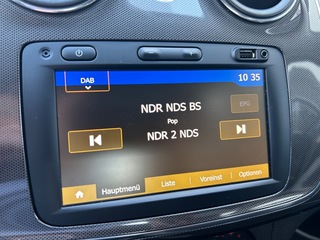 DAB
10 35
NDR NDS BS
EPG
Pop
NDR 2 NDS
Hauptmenü
Liste
Voreinst
Optionen